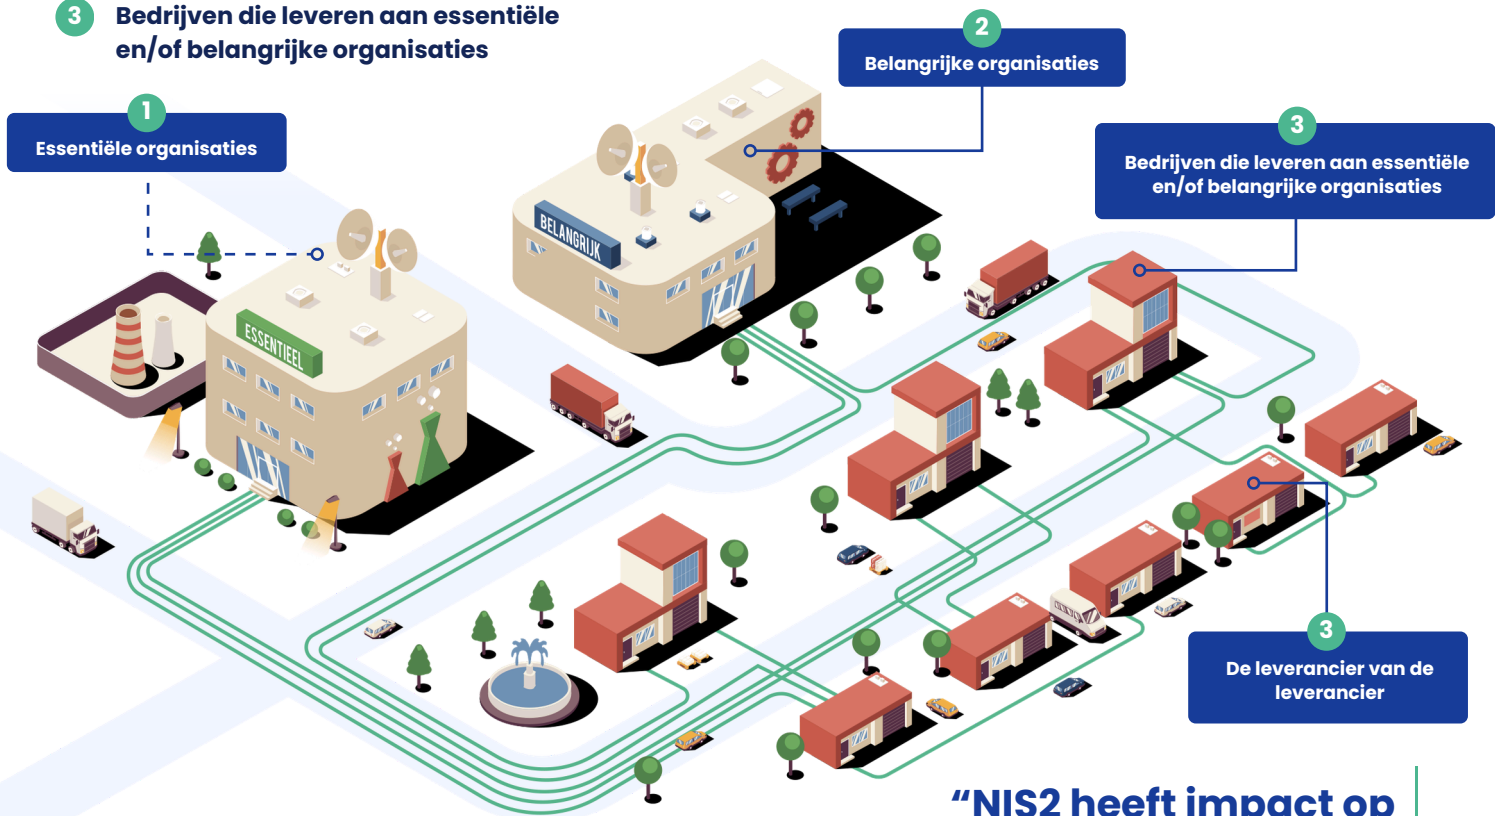 3 Bedrijven die leveren aan essentiële
en/of belangrijke organisaties
1
Essentiële organisaties
2
Belangrijke organisaties
3
Bedrijven die leveren aan essentiële
en/of belangrijke organisaties
BELANGRIJK
ESSENTIEEL
3
De leverancier van de
leverancier
“NIS2 heeft impact op